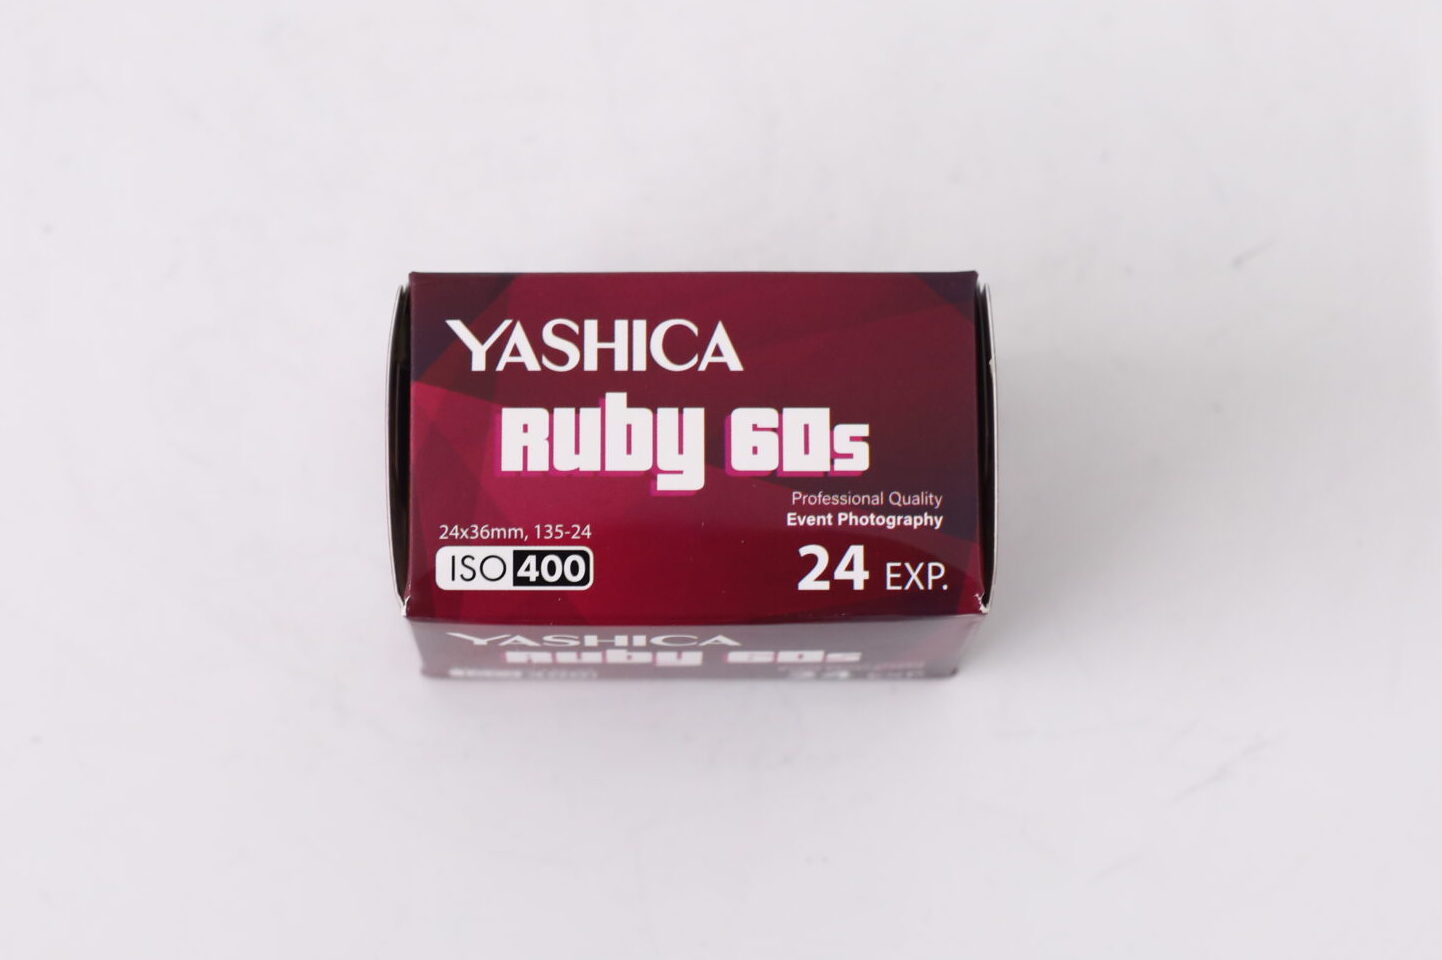 YASHICA
Ruby 60s
Professional Quality
Event Photography
24x36mm, 135-24
ISO 400
24 EXP.
YASHICA
Ruby 60s